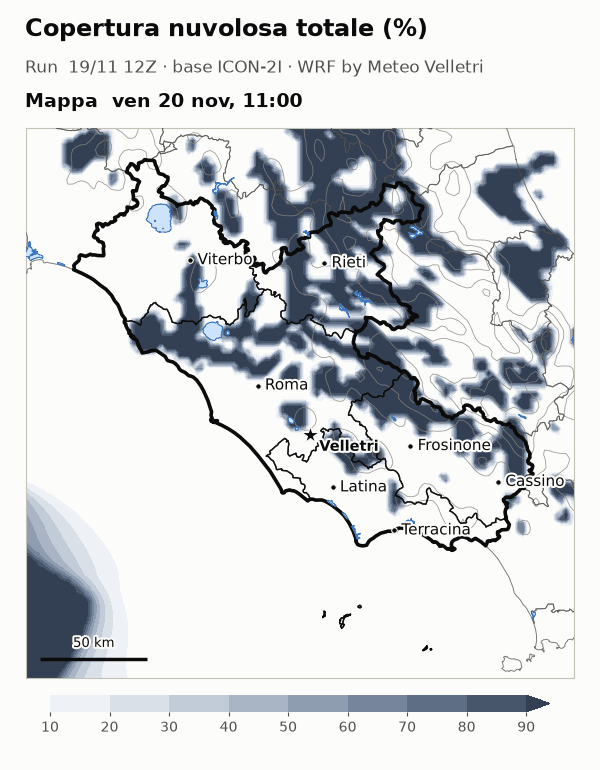 Copertura nuvolosa totale (%)
Run  19/11 12Z · base ICON-2I · WRF by Meteo Velletri
Mappa  ven 20 nov, 11:00
Viterbo
Rieti
Roma
Velletri
Frosinone
Cassino
Latina
Terracina
50 km
10 20 30 40 50 60 70 80 90